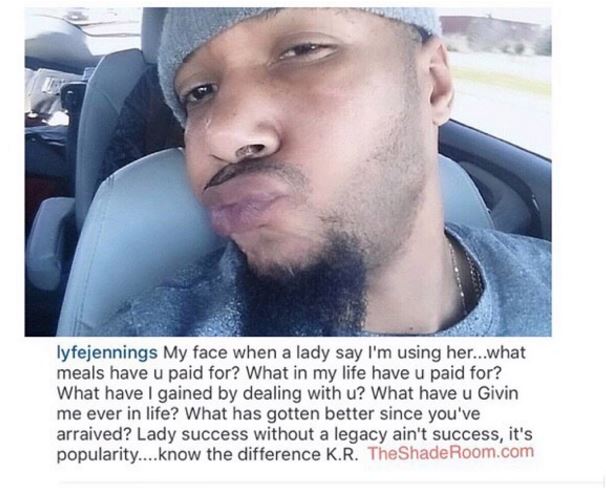 lyfejennings My face when a lady say I'm using her...what
meals have u paid for? What in my life have u paid for?
What have I gained by dealing with u? What have u Givin
me ever in life? What has gotten better since you've
arraived? Lady success without a legacy ain't success, it's
popularity....know the difference K.R. TheShadeRoom.com